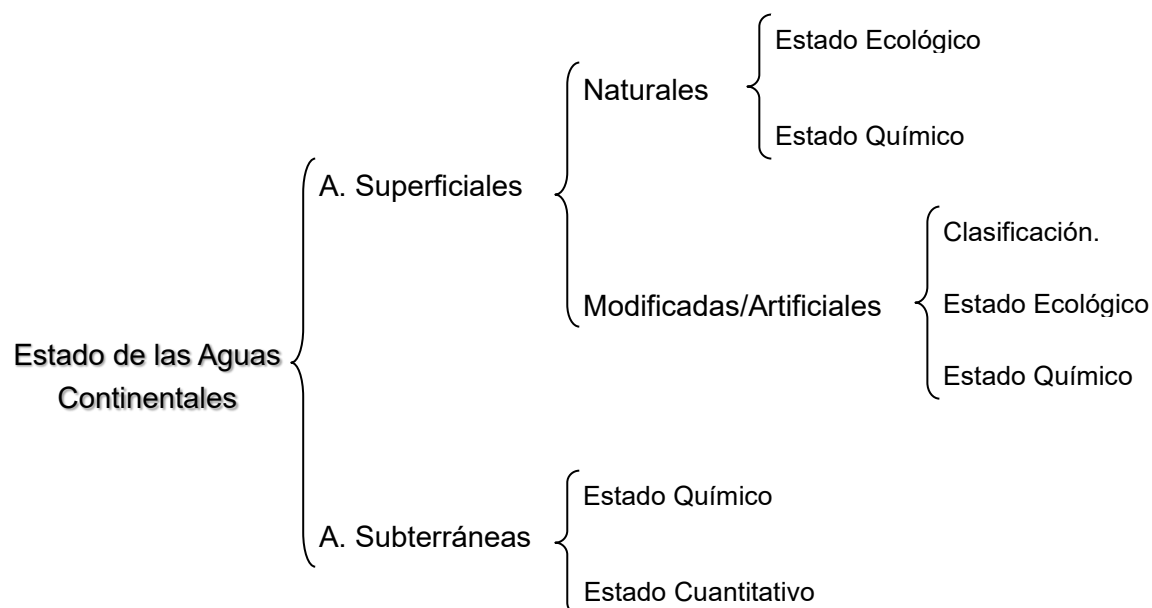 Estado de las Aguas
Continentales
A. Superficiales
Naturales
Estado Ecológico
Estado Químico
Modificadas/Artificiales
Clasificación.
Estado Ecológico
Estado Químico
A. Subterráneas
Estado Químico
Estado Cuantitativo